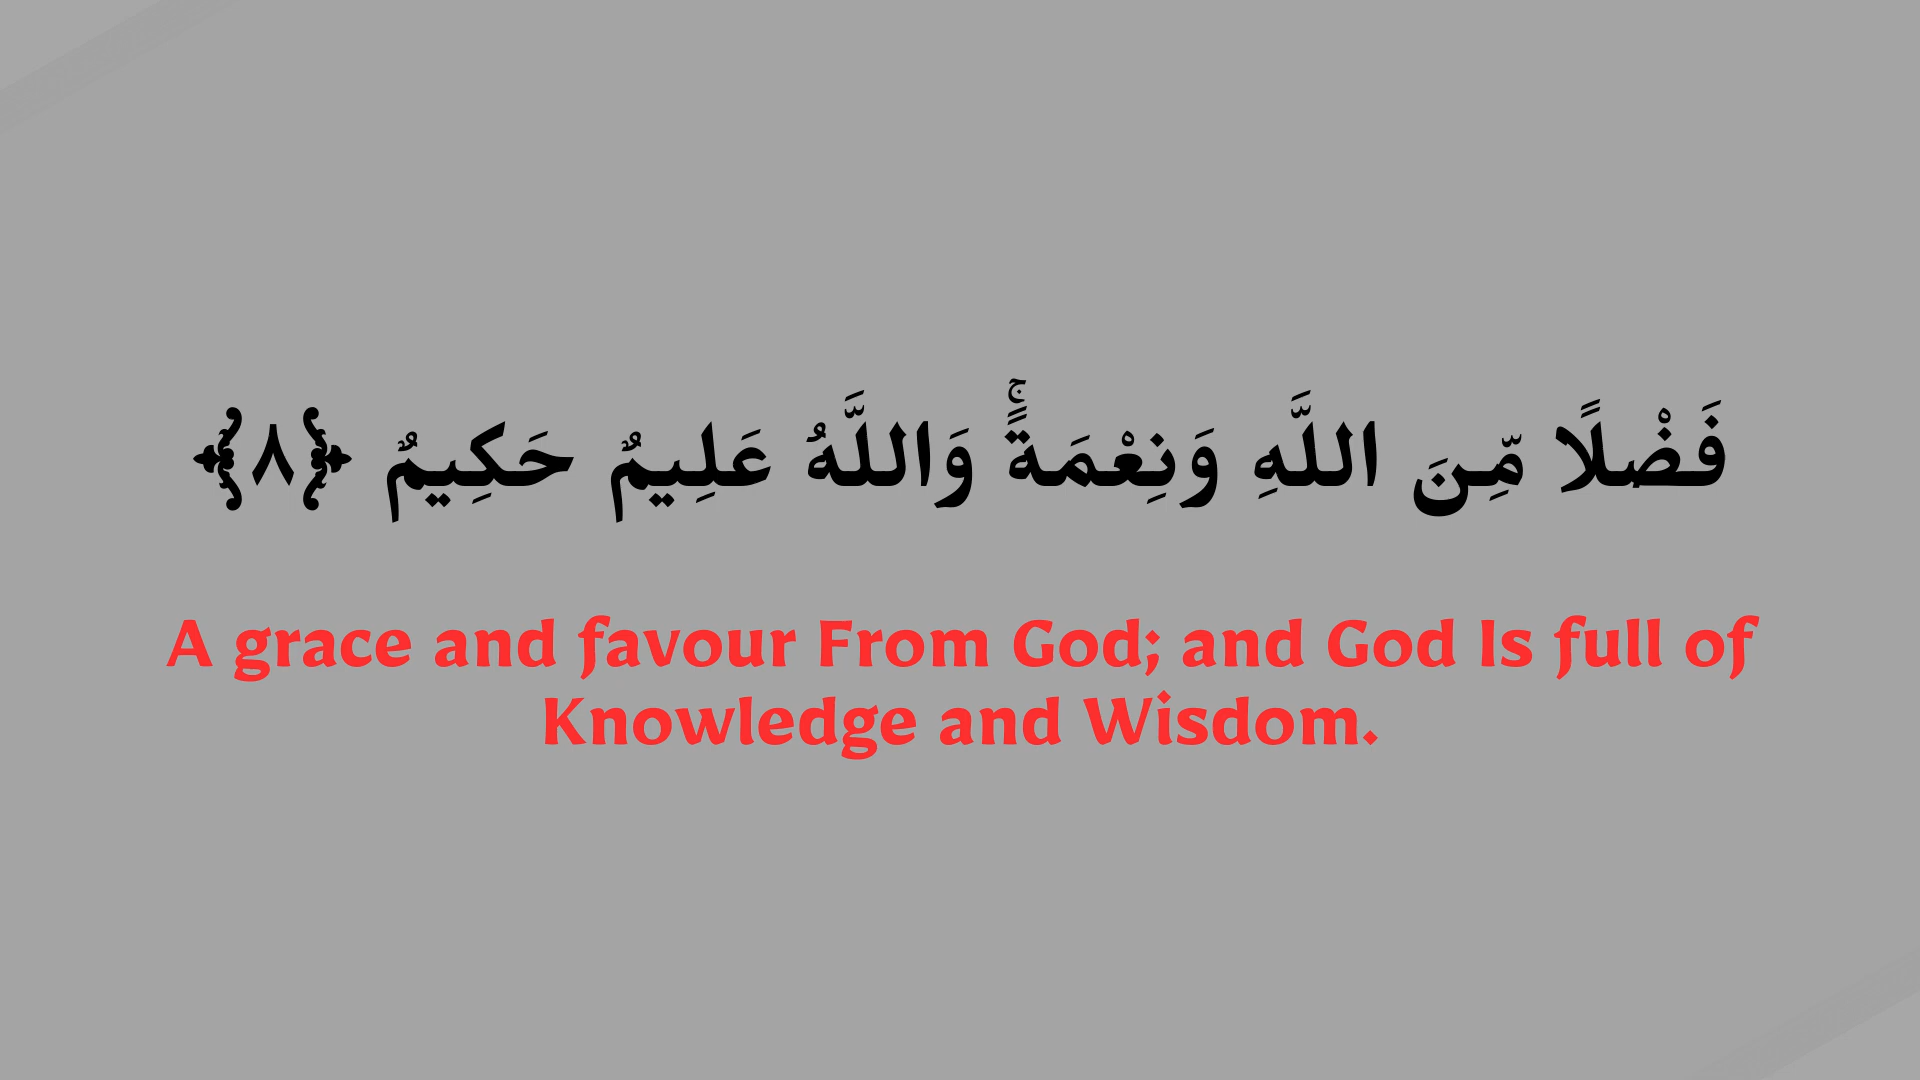 فَضْلًا مِّنَ اللَّهِ وَنِعْمَةً ۚ وَاللَّهُ عَلِيمٌ حَكِيمٌ ﴿٨﴾
A grace and favour From God; and God Is full of
Knowledge and Wisdom.